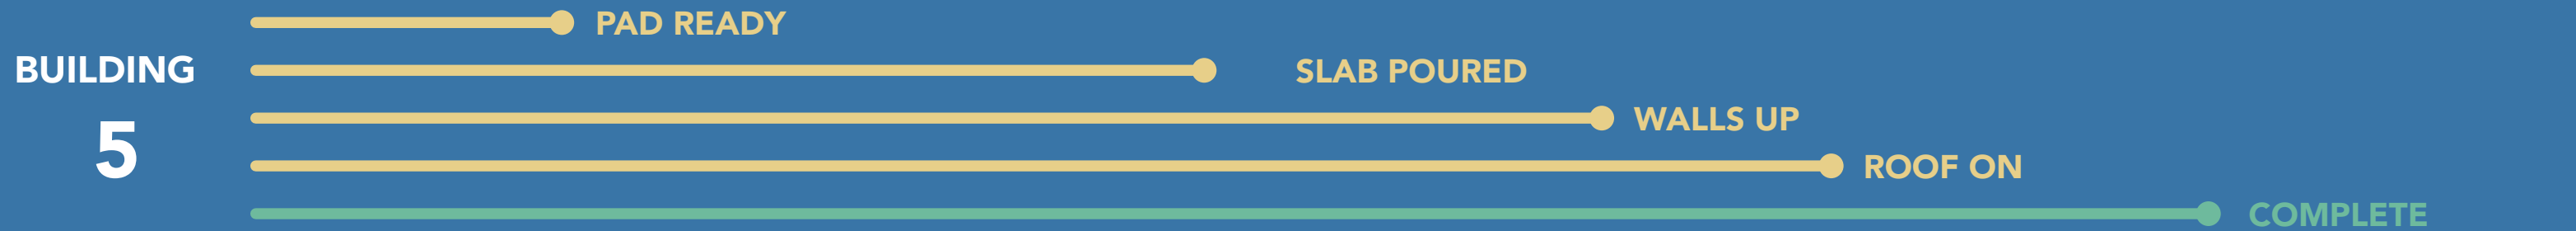 BUILDING
5
PAD READY
SLAB POURED
WALLS UP
ROOF ON
COMPLETE